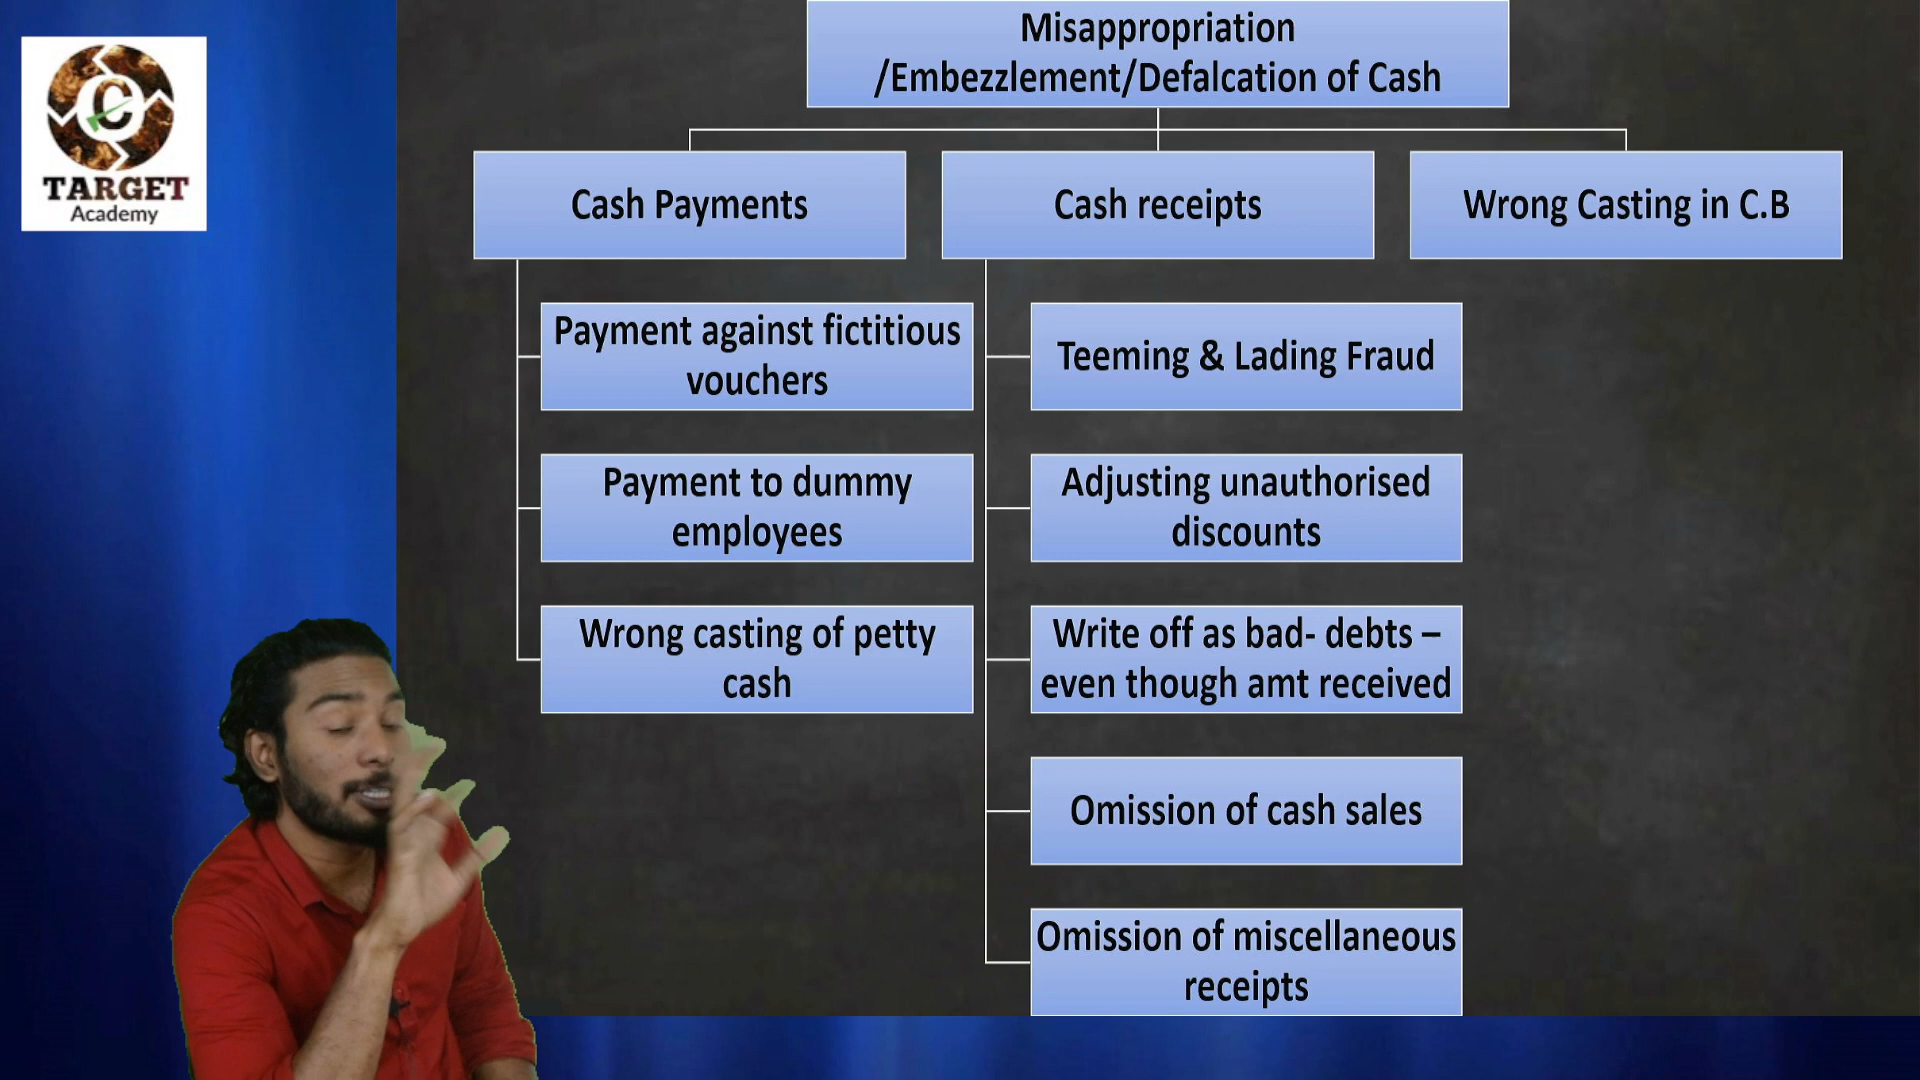 TARGET
Academy
Misappropriation
/Embezzlement/Defalcation of Cash
Cash Payments
Cash receipts
Wrong Casting in C.B
Payment against fictitious
vouchers
Teeming & Lading Fraud
Payment to dummy
employees
Adjusting unauthorised
discounts
Wrong casting of petty
cash
Write off as bad- debts –
even though amt received
Omission of cash sales
Omission of miscellaneous
receipts